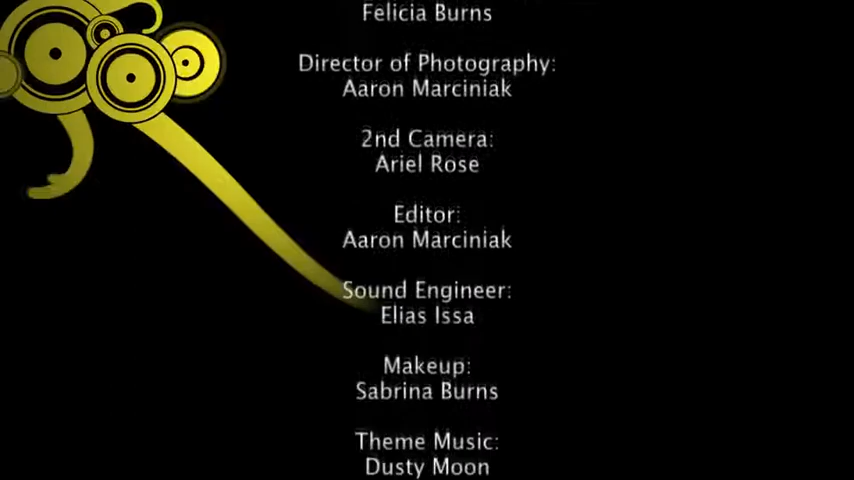 Felicia Burns
Director of Photography:
Aaron Marciniak
2nd Camera:
Ariel Rose
Editor:
Aaron Marciniak
Sound Engineer:
Elias Issa
Makeup:
Sabrina Burns
Theme Music:
Dusty Moon